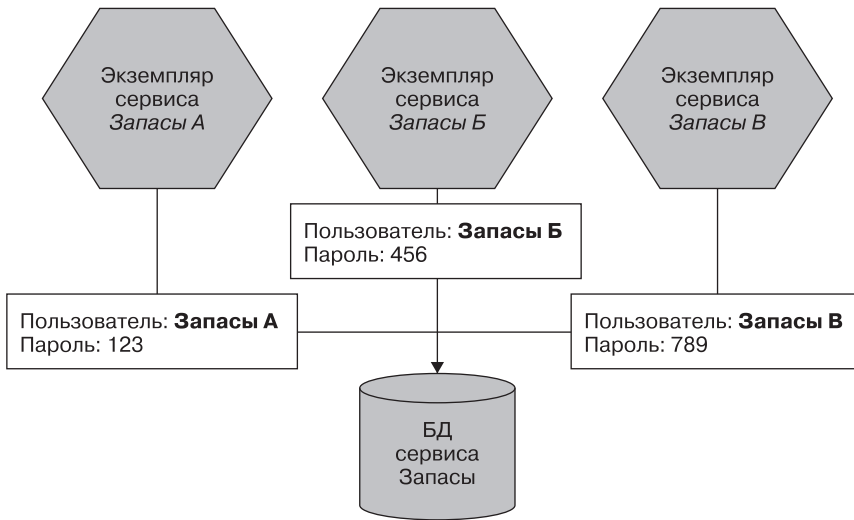 Экземпляр
сервиса
Запасы А
Экземпляр
сервиса
Запасы Б
Экземпляр
сервиса
Запасы В
Пользователь: Запасы Б
Пароль: 456
Пользователь: Запасы А
Пароль: 123
Пользователь: Запасы В
Пароль: 789
БД
сервиса
Запасы